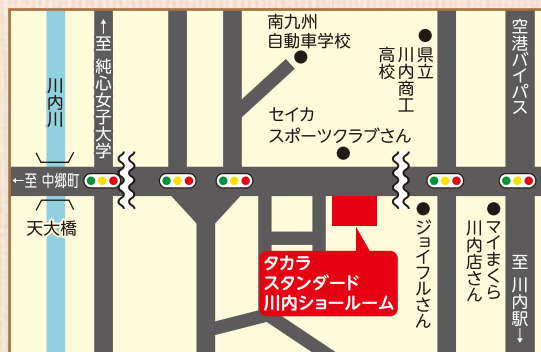 ↑至 純心女子大学
南九州
自動車学校
県立
川内商工
高校
空港バイパス
川内川
セイカ
スポーツクラブさん
←至 中郷町
天大橋
ジョイフルさん
マイまくら
川内店さん
至 川内駅→
タカラ
スタンダード
川内ショールーム